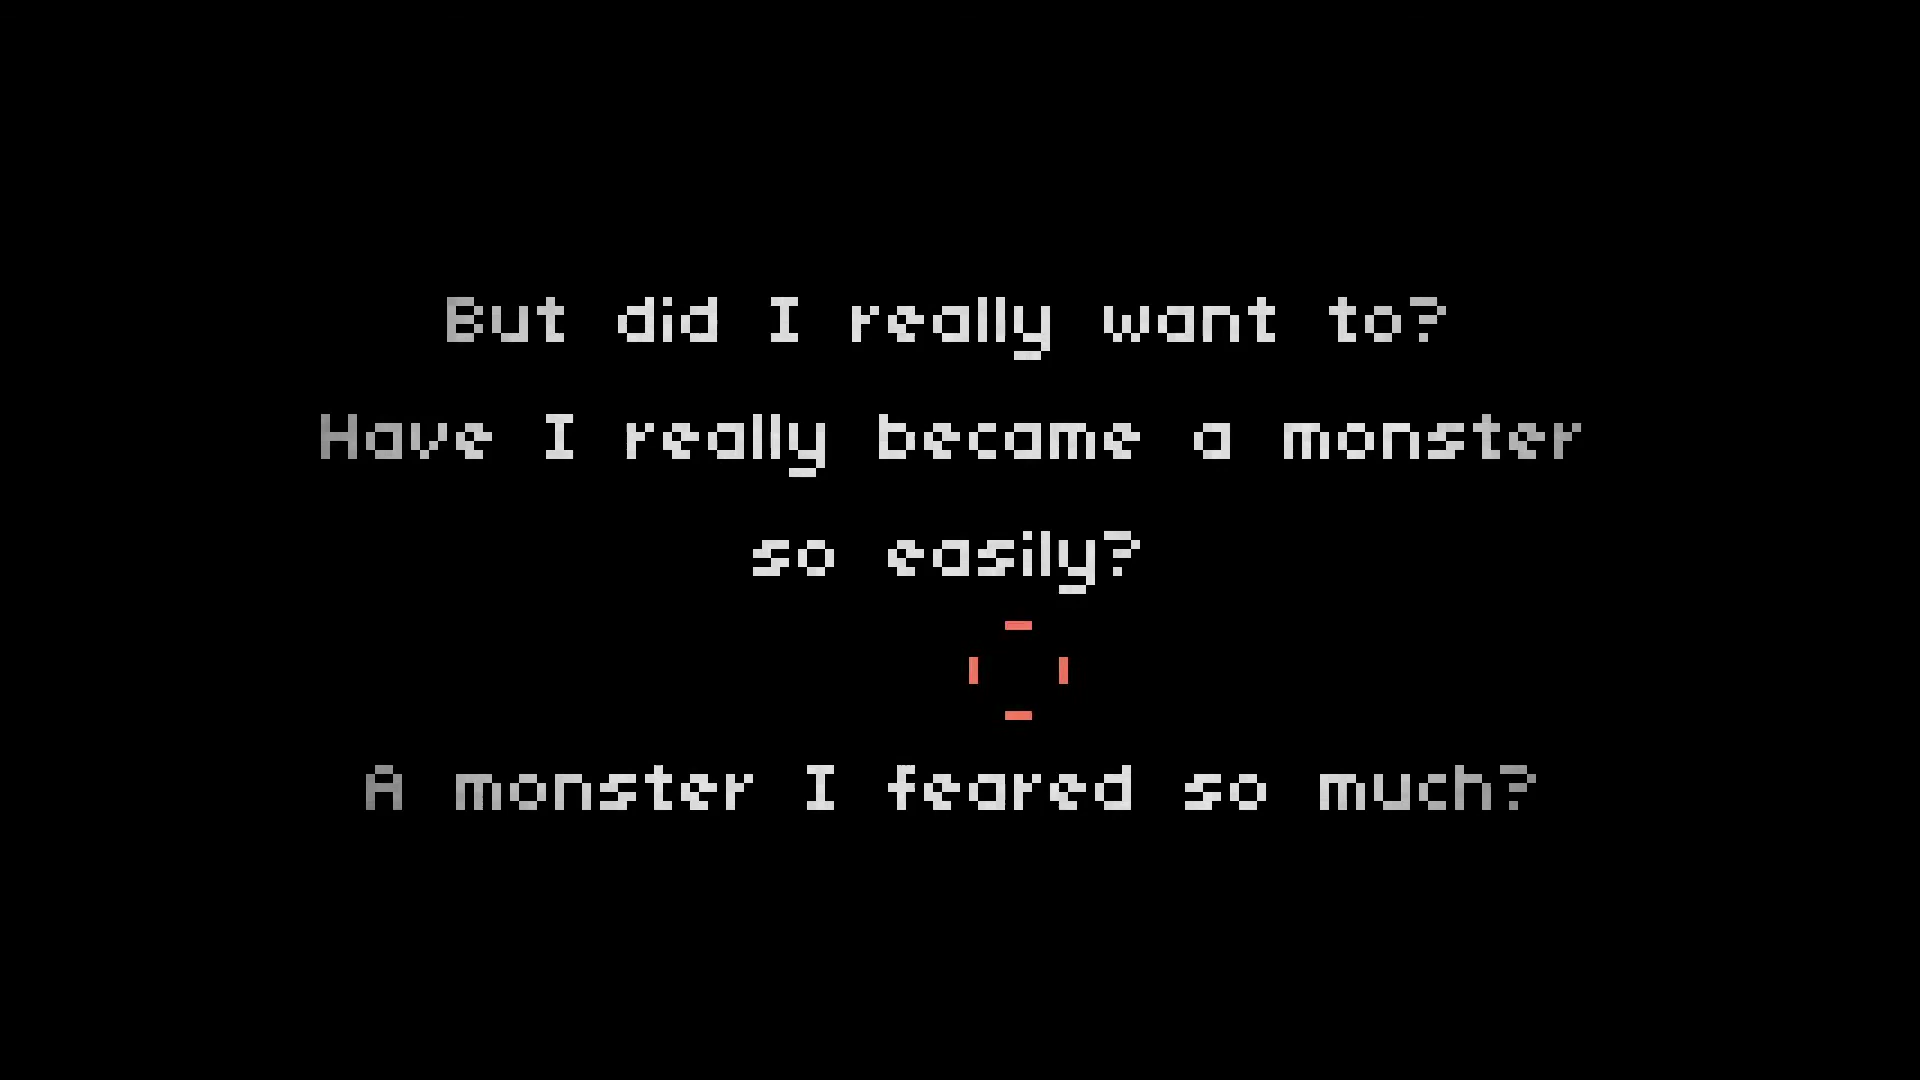 But did I really want to?
Have I really became a monster
so easily?
A monster I feared so much?